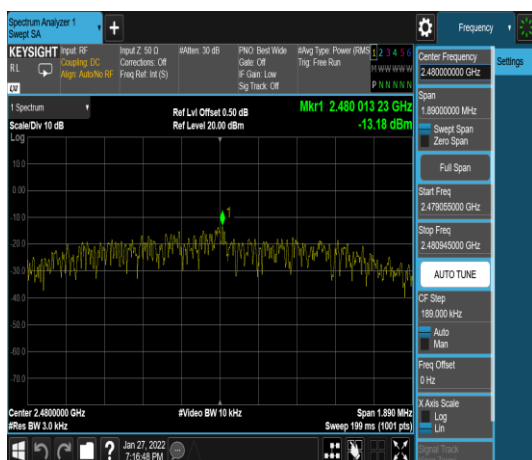 Spectrum Analyzer 1
Swept SA
+
Frequency
KEYSIGHT
RL
Input: RF
Coupling: DC
Align: Auto/No RF
Input Z: 50 Ω
Corrections: Off
Freq Ref: Int (S)
#Atten: 30 dB
PNO: Best Wide
Gate: Off
IF Gain: Low
Sig Track: Off
#Avg Type: Power (RMS
Trig: Free Run
1 2 3 4 5 6
M W W W W W
P N N N N N
LW
1 Spectrum
Scale/Div 10 dB
Log
Ref Lvl Offset 0.50 dB
Ref Level 20.00 dBm
Mkr1 2.480 013 23 GHz
-13.18 dBm
10.0
0.00
-10.0
-20.0
-30.0
-40.0
-50.0
-60.0
-70.0
1
Center 2.4800000 GHz
#Res BW 3.0 kHz
#Video BW 10 kHz
Span 1.890 MHz
Sweep 199 ms (1001 pts)
Jan 27, 2022
7:16:48 PM
?
Center Frequency
2.480000000 GHz
Settings
Span
1.89000000 MHz
Swept Span
Zero Span
Full Span
Start Freq
2.479055000 GHz
Stop Freq
2.480945000 GHz
AUTO TUNE
CF Step
189.000 kHz
Auto
Man
Freq Offset
0 Hz
X Axis Scale
Log
Lin
Signal Track